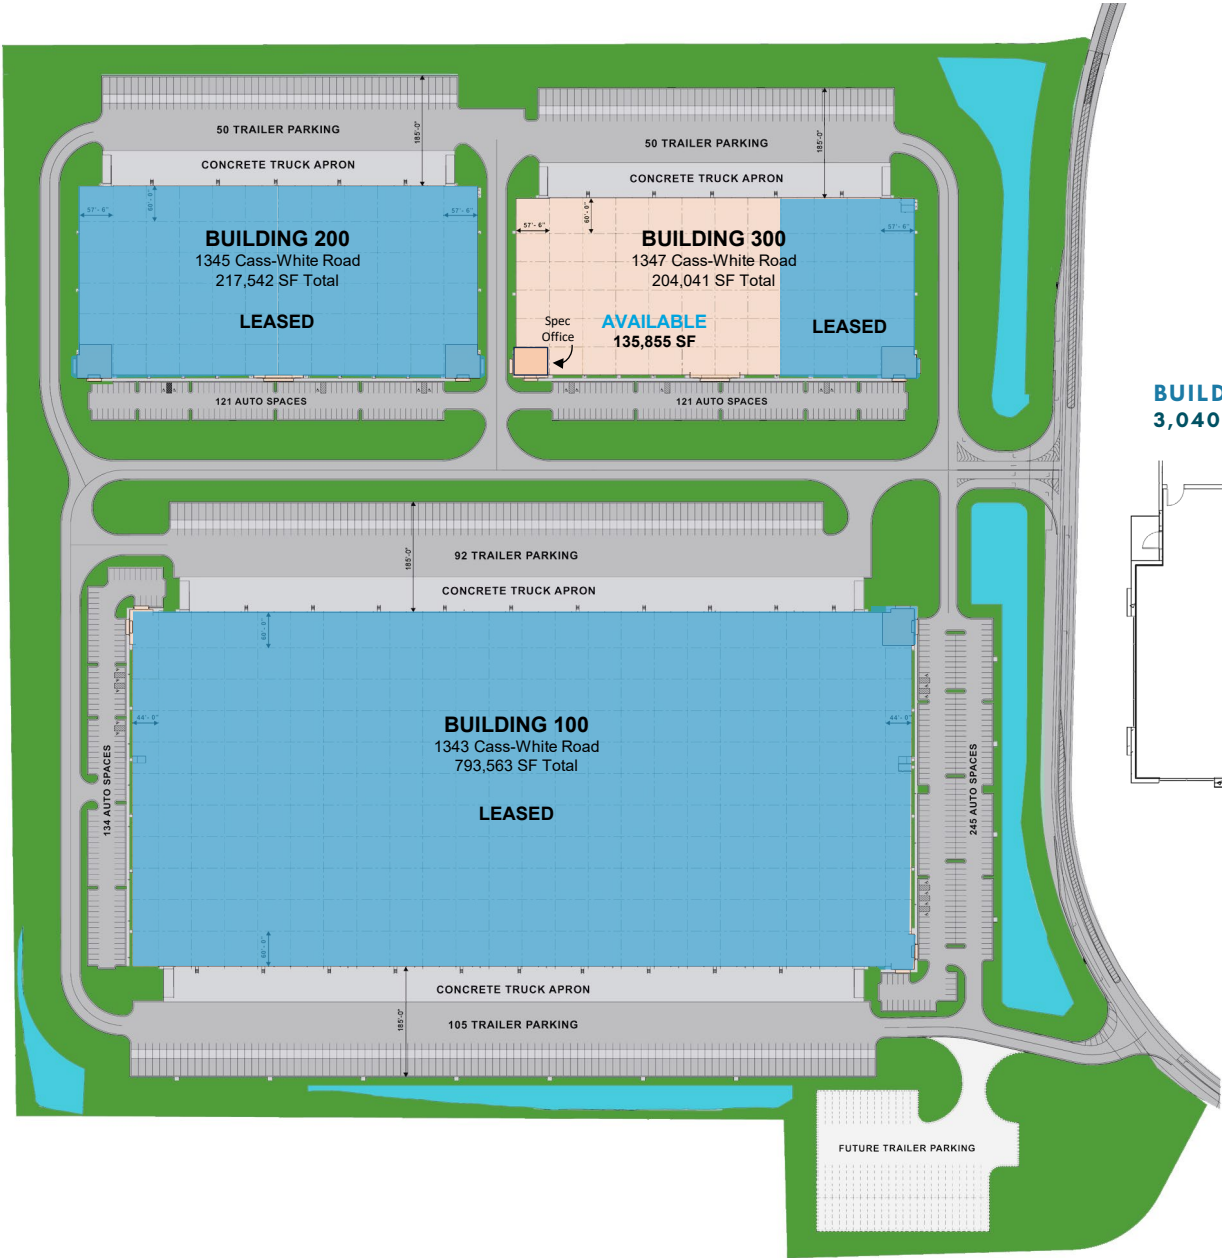 50 TRAILER PARKING
185'-0"
CONCRETE TRUCK APRON
57'- 6"
60'- 0"
57'- 6"
BUILDING 200
1345 Cass-White Road
217,542 SF Total
LEASED
121 AUTO SPACES
50 TRAILER PARKING
185'-0"
CONCRETE TRUCK APRON
57'- 6"
60'- 0"
57'- 6"
BUILDING 300
1347 Cass-White Road
204,041 SF Total
Spec
Office
AVAILABLE
135,855 SF
LEASED
121 AUTO SPACES
BUILD
3,040
92 TRAILER PARKING
185'-0"
CONCRETE TRUCK APRON
60'- 0"
44'- 0"
44'- 0"
BUILDING 100
1343 Cass-White Road
793,563 SF Total
LEASED
134 AUTO SPACES
245 AUTO SPACES
60'- 0"
CONCRETE TRUCK APRON
185'-0"
105 TRAILER PARKING
FUTURE TRAILER PARKING